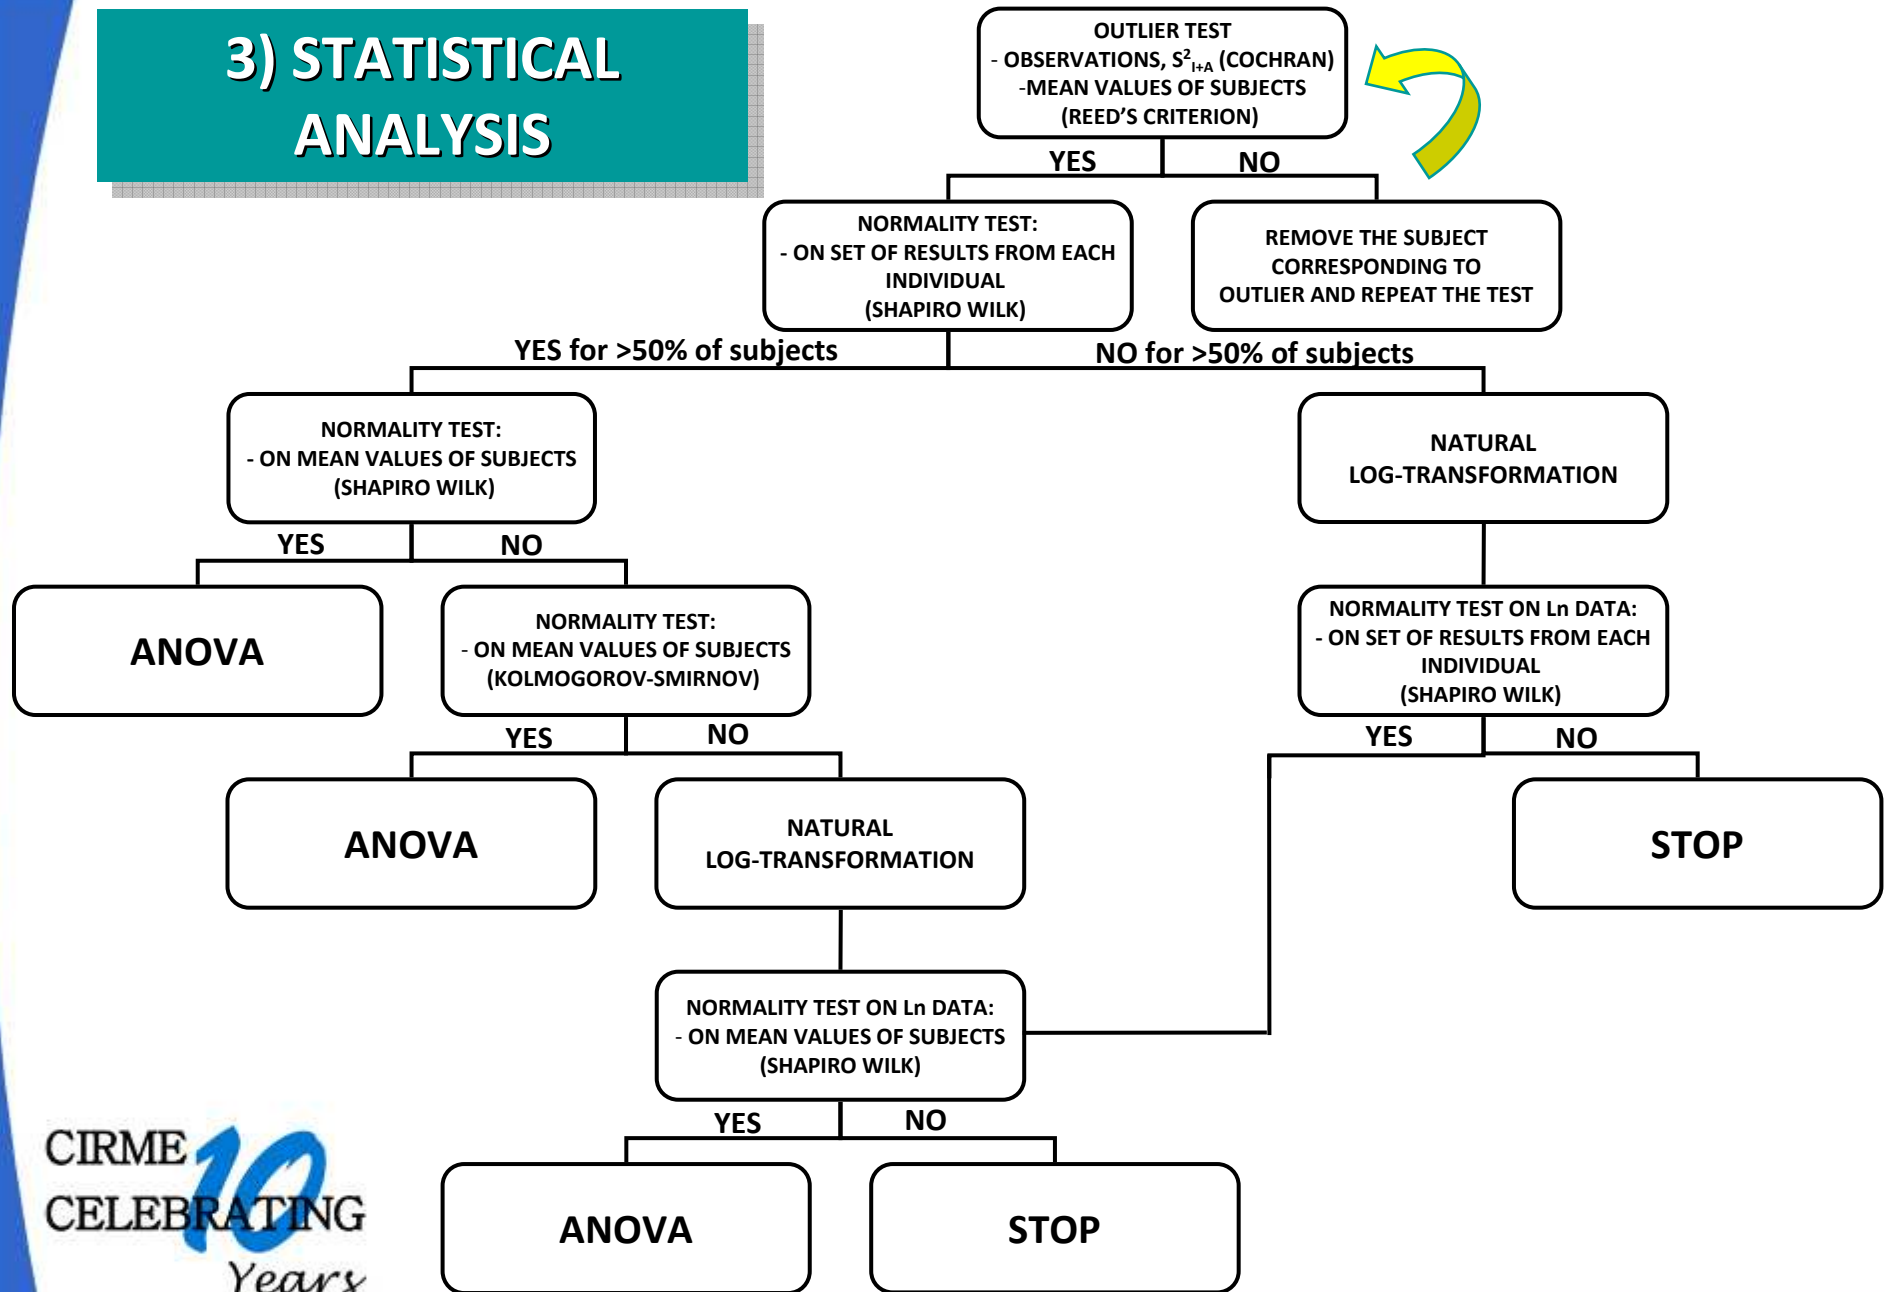 3) STATISTICAL
ANALYSIS
OUTLIER TEST
- OBSERVATIONS, S²I+A (COCHRAN)
-MEAN VALUES OF SUBJECTS
(REED'S CRITERION)
YES
NO
NORMALITY TEST:
- ON SET OF RESULTS FROM EACH
INDIVIDUAL
(SHAPIRO WILK)
REMOVE THE SUBJECT
CORRESPONDING TO
OUTLIER AND REPEAT THE TEST
YES for >50% of subjects
NO for >50% of subjects
NORMALITY TEST:
- ON MEAN VALUES OF SUBJECTS
(SHAPIRO WILK)
NATURAL
LOG-TRANSFORMATION
YES
NO
ANOVA
NORMALITY TEST:
- ON MEAN VALUES OF SUBJECTS
(KOLMOGOROV-SMIRNOV)
NORMALITY TEST ON Ln DATA:
- ON SET OF RESULTS FROM EACH
INDIVIDUAL
(SHAPIRO WILK)
YES
NO
YES
NO
ANOVA
NATURAL
LOG-TRANSFORMATION
STOP
NORMALITY TEST ON Ln DATA:
- ON MEAN VALUES OF SUBJECTS
(SHAPIRO WILK)
YES
NO
ANOVA
STOP
CIRME 10
CELEBRATING
Years